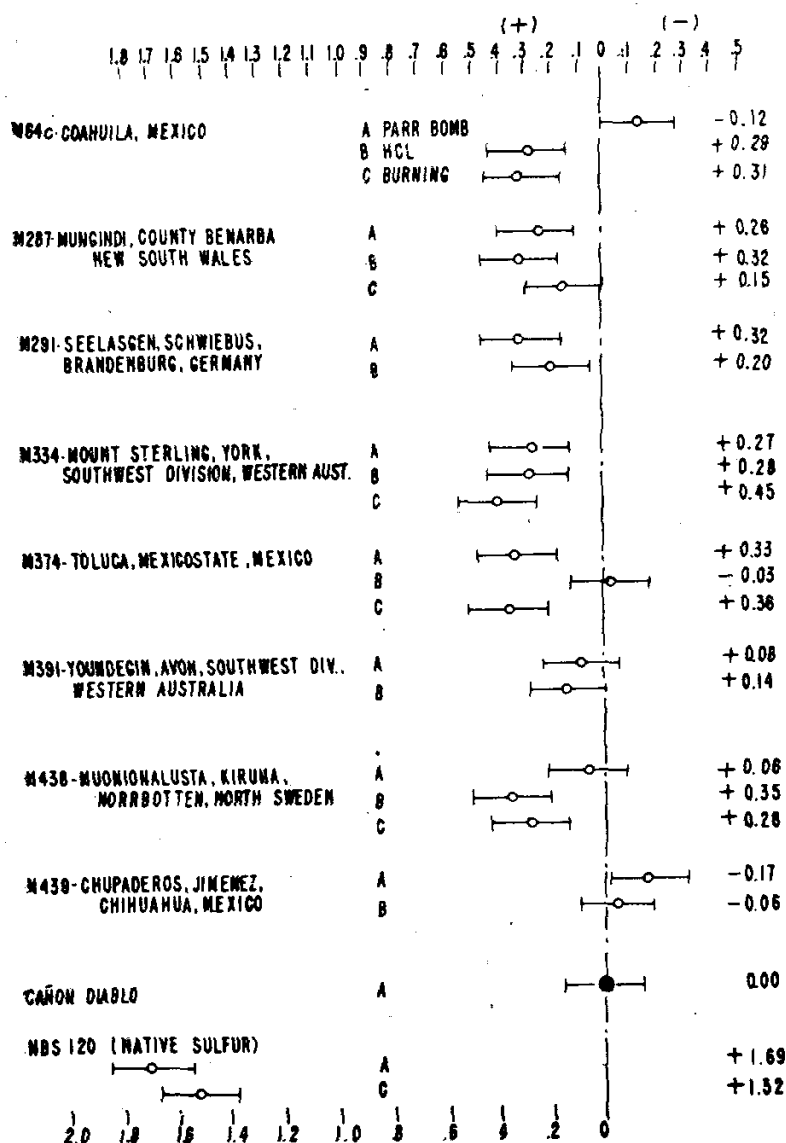 (+) (-)
1.8 1.7 1.6 1.5 1.4 1.3 1.2 1.1 1.0 .9 .8 .7 .6 .5 .4 .3 .2 .1 0 .1 .2 .3 .4 .5
M64c-COAHUILA, MEXICO A PARR BOMB -0.12
B HCL +0.29
C BURNING +0.31
M287-MUNGINDI, COUNTY BENARBA A +0.26
NEW SOUTH WALES B +0.32
C +0.15
M291-SEELASGEN, SCHWIEBUS, A +0.32
BRANDENBURG, GERMANY B +0.20
M334-MOUNT STERLING, YORK, A +0.27
SOUTHWEST DIVISION, WESTERN AUST. B +0.28
C +0.45
M374-TOLUCA, MEXICOSTATE, MEXICO A +0.33
B -0.03
C +0.36
M391-YOUNDEGIN, AVON, SOUTHWEST DIV., A +0.08
WESTERN AUSTRALIA B +0.14
M438-MUONIONALUSTA, KIRUNA, A +0.06
NORRBOTTEN, NORTH SWEDEN B +0.35
C +0.28
M439-CHUPADEROS, JIMENEZ, A -0.17
CHIHUAHUA, MEXICO B -0.06
CAÑON DIABLO A 0.00
NBS 120 (NATIVE SULFUR)
A +1.69
C +1.52
2.0 1.8 1.6 1.4 1.2 1.0 .8 .6 .4 .2 0